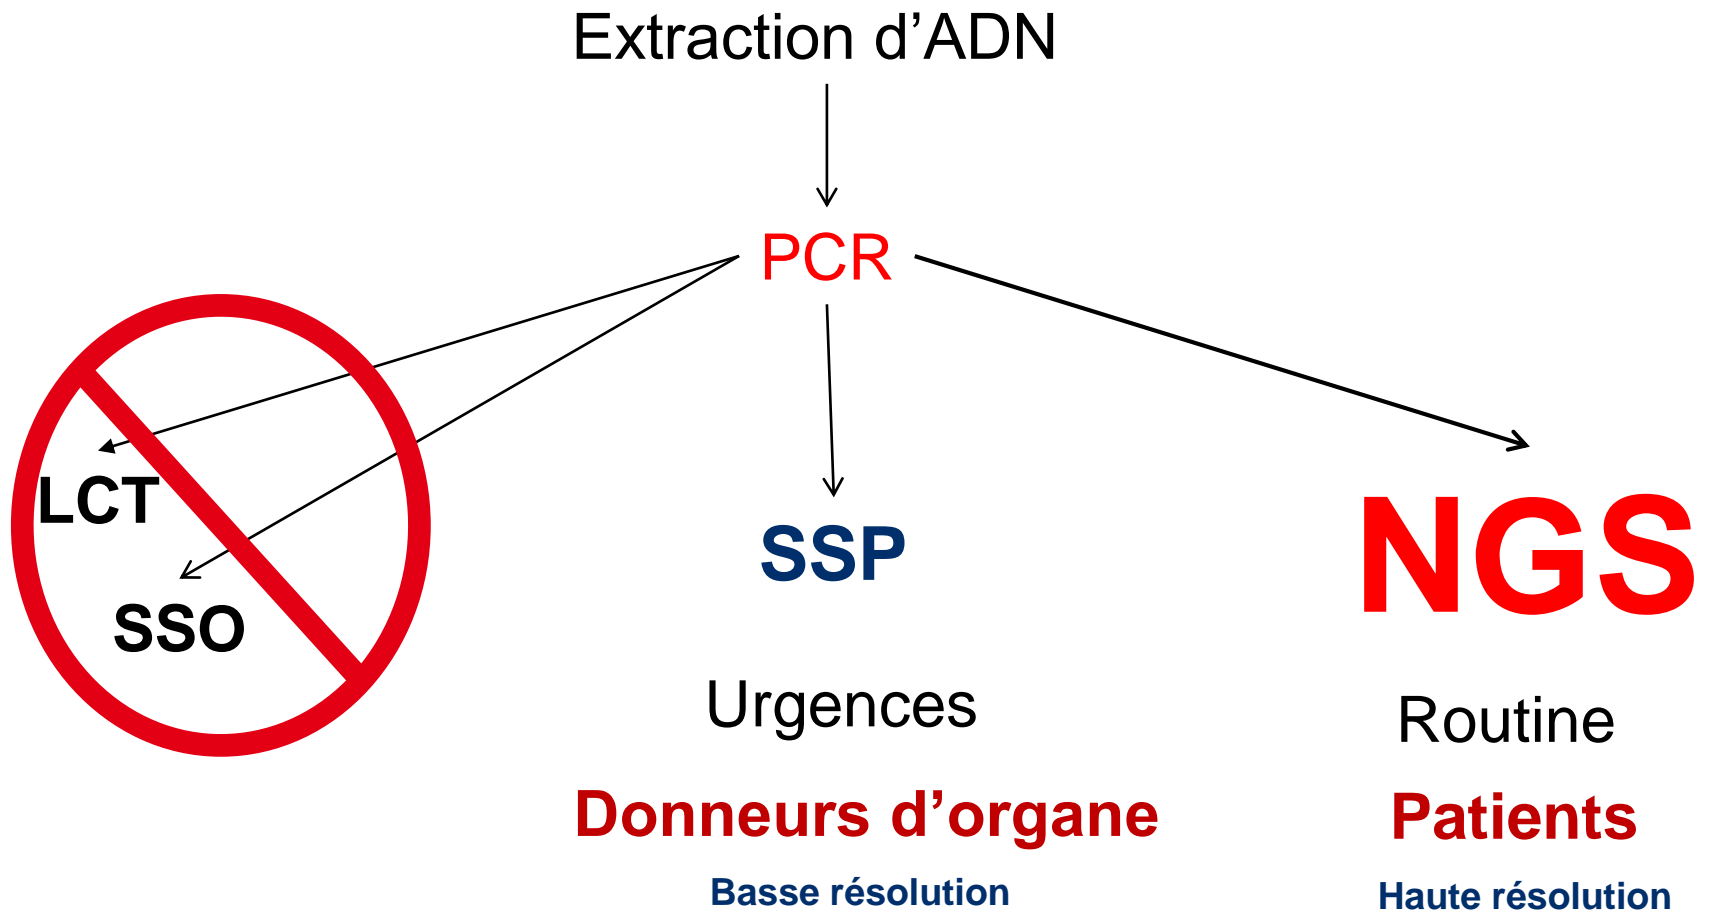 Extraction d’ADN
PCR
LCT
SSO
SSP
NGS
Urgences
Routine
Donneurs d’organe
Patients
Basse résolution
Haute résolution